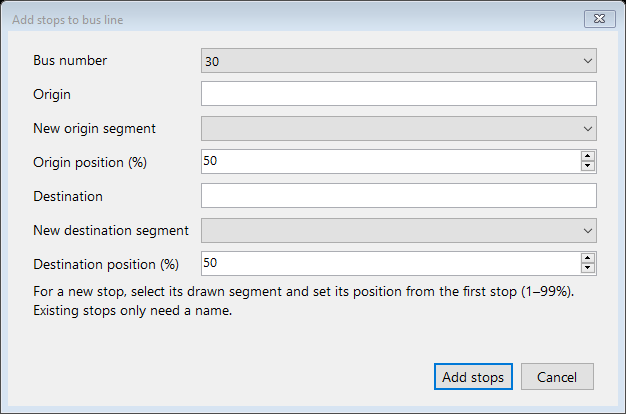 Add stops to bus line
Bus number
30
Origin
New origin segment
Origin position (%)
50
Destination
New destination segment
Destination position (%)
50
For a new stop, select its drawn segment and set its position from the first stop (1–99%).
Existing stops only need a name.
Add stops
Cancel